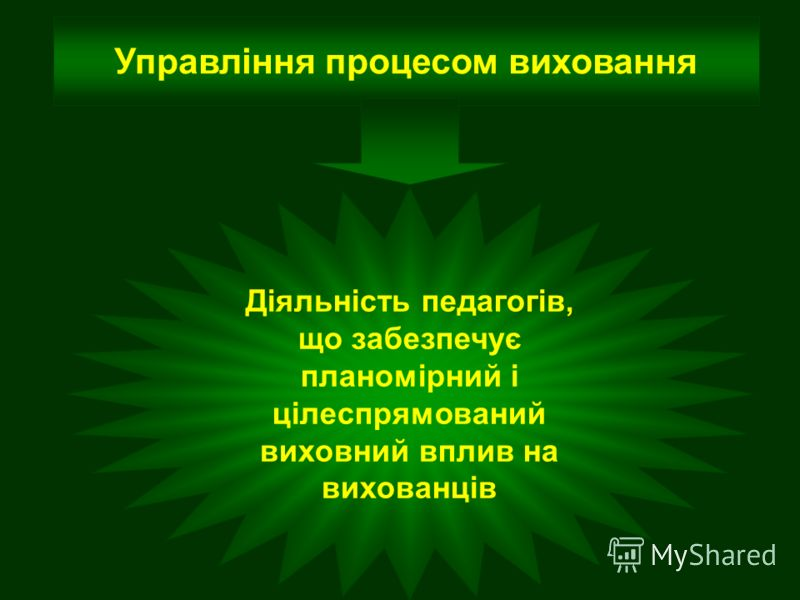 Управління процесом виховання
Діяльність педагогів,
що забезпечує
планомірний і
цілеспрямований
виховний вплив на
вихованців
MyShared